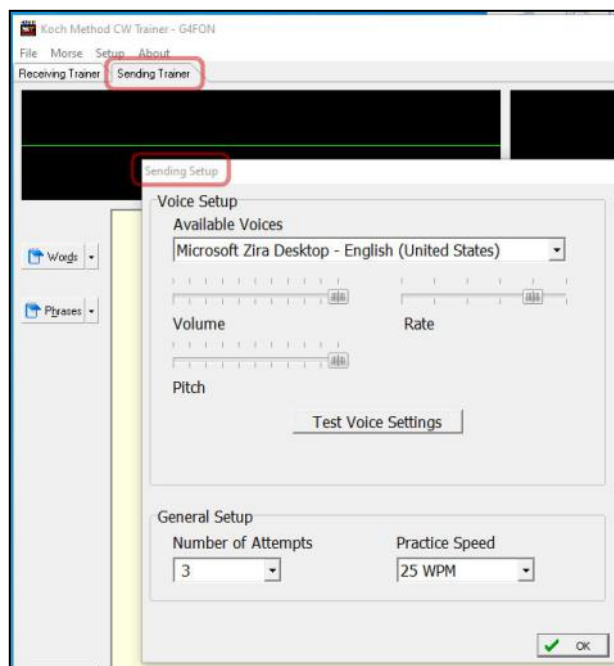 Koch Method CW Trainer - G4FON
File Morse Setup About
Receiving Trainer Sending Trainer
Sending Setup
Voice Setup
Available Voices
Microsoft Zira Desktop - English (United States)
Volume Rate
Pitch
Test Voice Settings
Words
Phrases
General Setup
Number of Attempts Practice Speed
3 25 WPM
OK